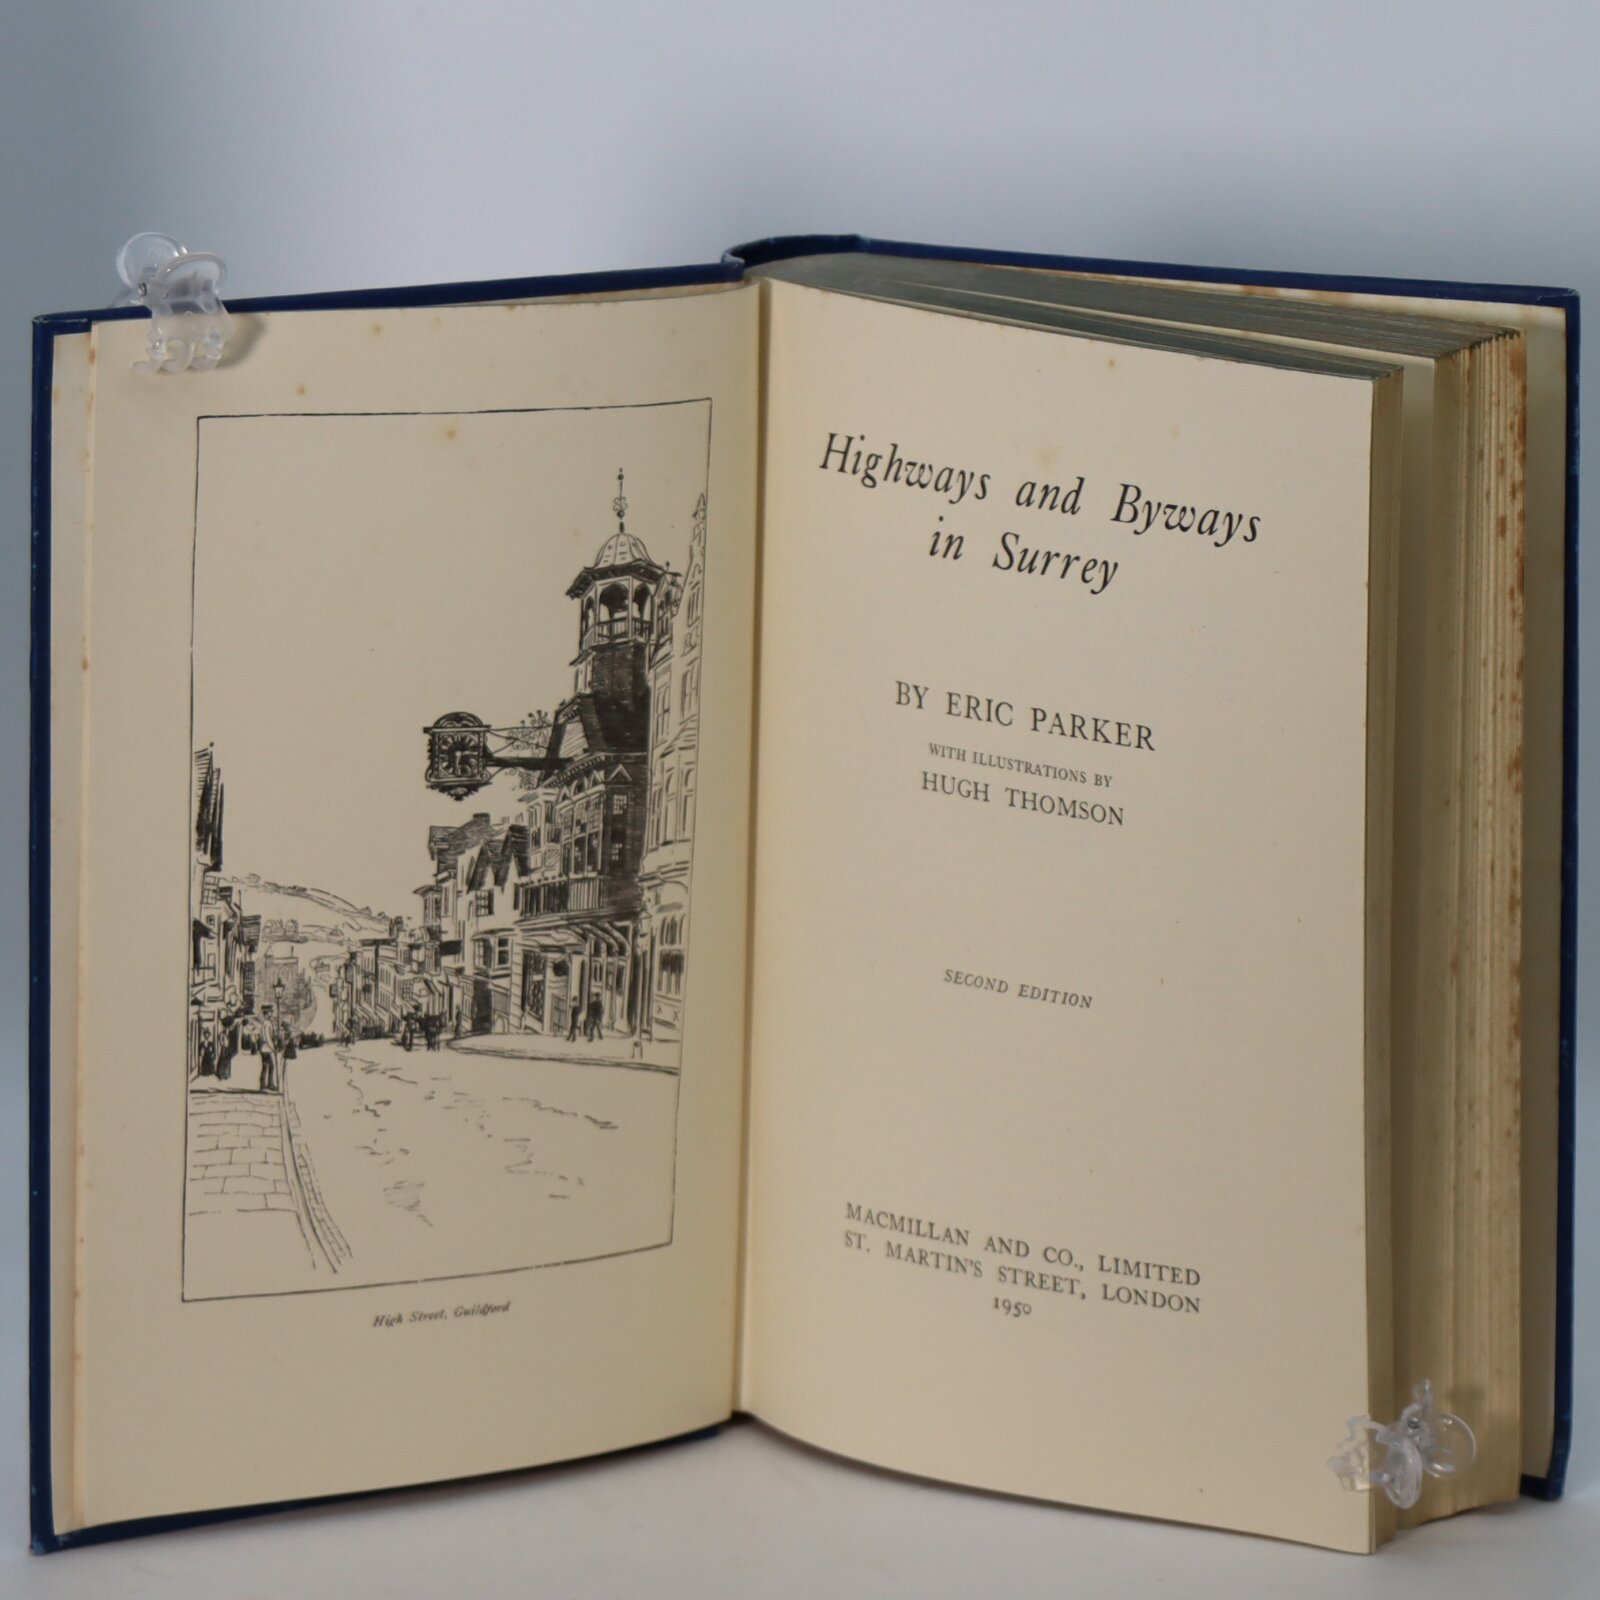 High Street, Guildford
Highways and Byways
in Surrey
BY ERIC PARKER
WITH ILLUSTRATIONS BY
HUGH THOMSON
SECOND EDITION
MACMILLAN AND CO., LIMITED
ST. MARTIN'S STREET, LONDON
1950